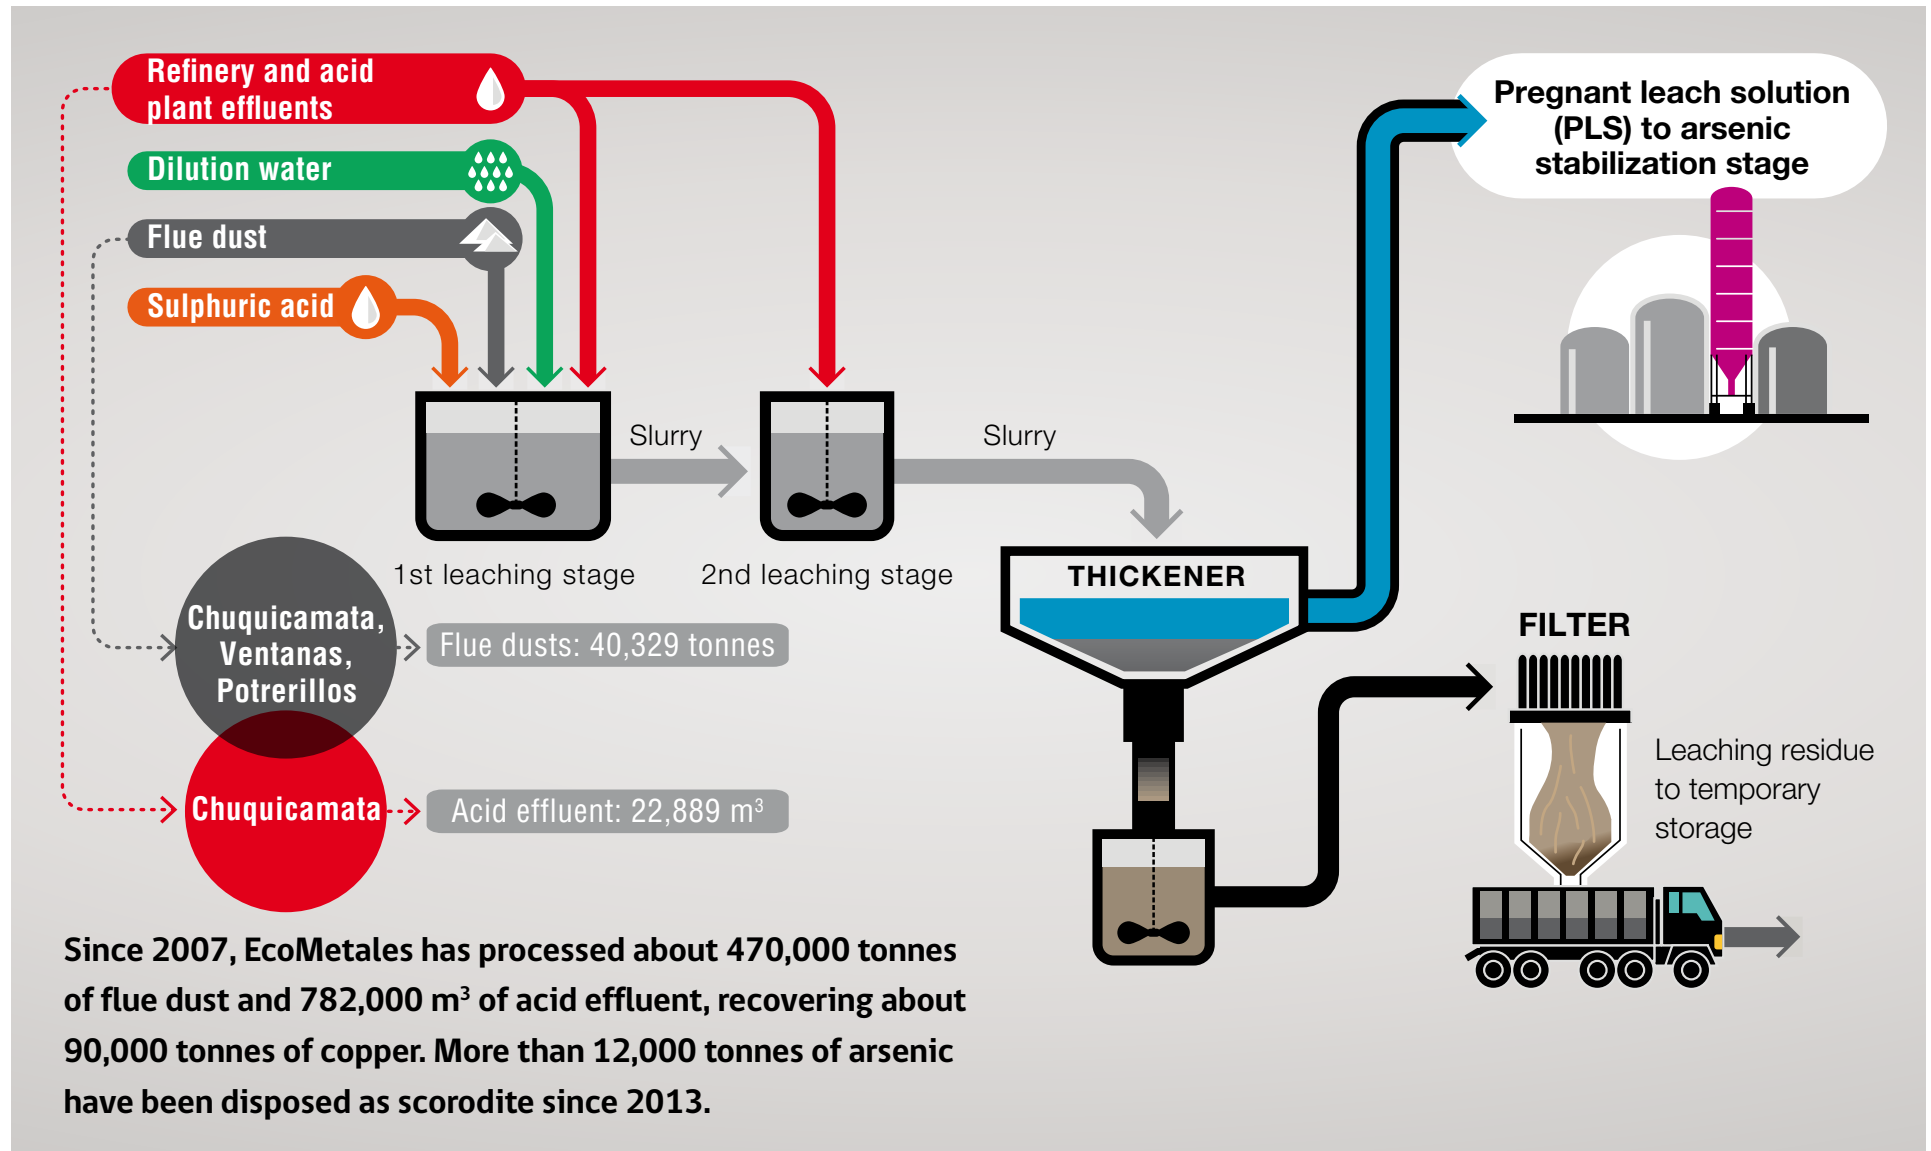 Refinery and acid
plant effluents
Dilution water
Flue dust
Sulphuric acid
Pregnant leach solution
(PLS) to arsenic
stabilization stage
Slurry
Slurry
1st leaching stage
2nd leaching stage
THICKENER
Chuquicamata,
Ventanas,
Potrerillos
Flue dusts: 40,329 tonnes
Chuquicamata
Acid effluent: 22,889 m³
FILTER
Leaching residue
to temporary
storage
Since 2007, EcoMetales has processed about 470,000 tonnes
of flue dust and 782,000 m³ of acid effluent, recovering about
90,000 tonnes of copper. More than 12,000 tonnes of arsenic
have been disposed as scorodite since 2013.